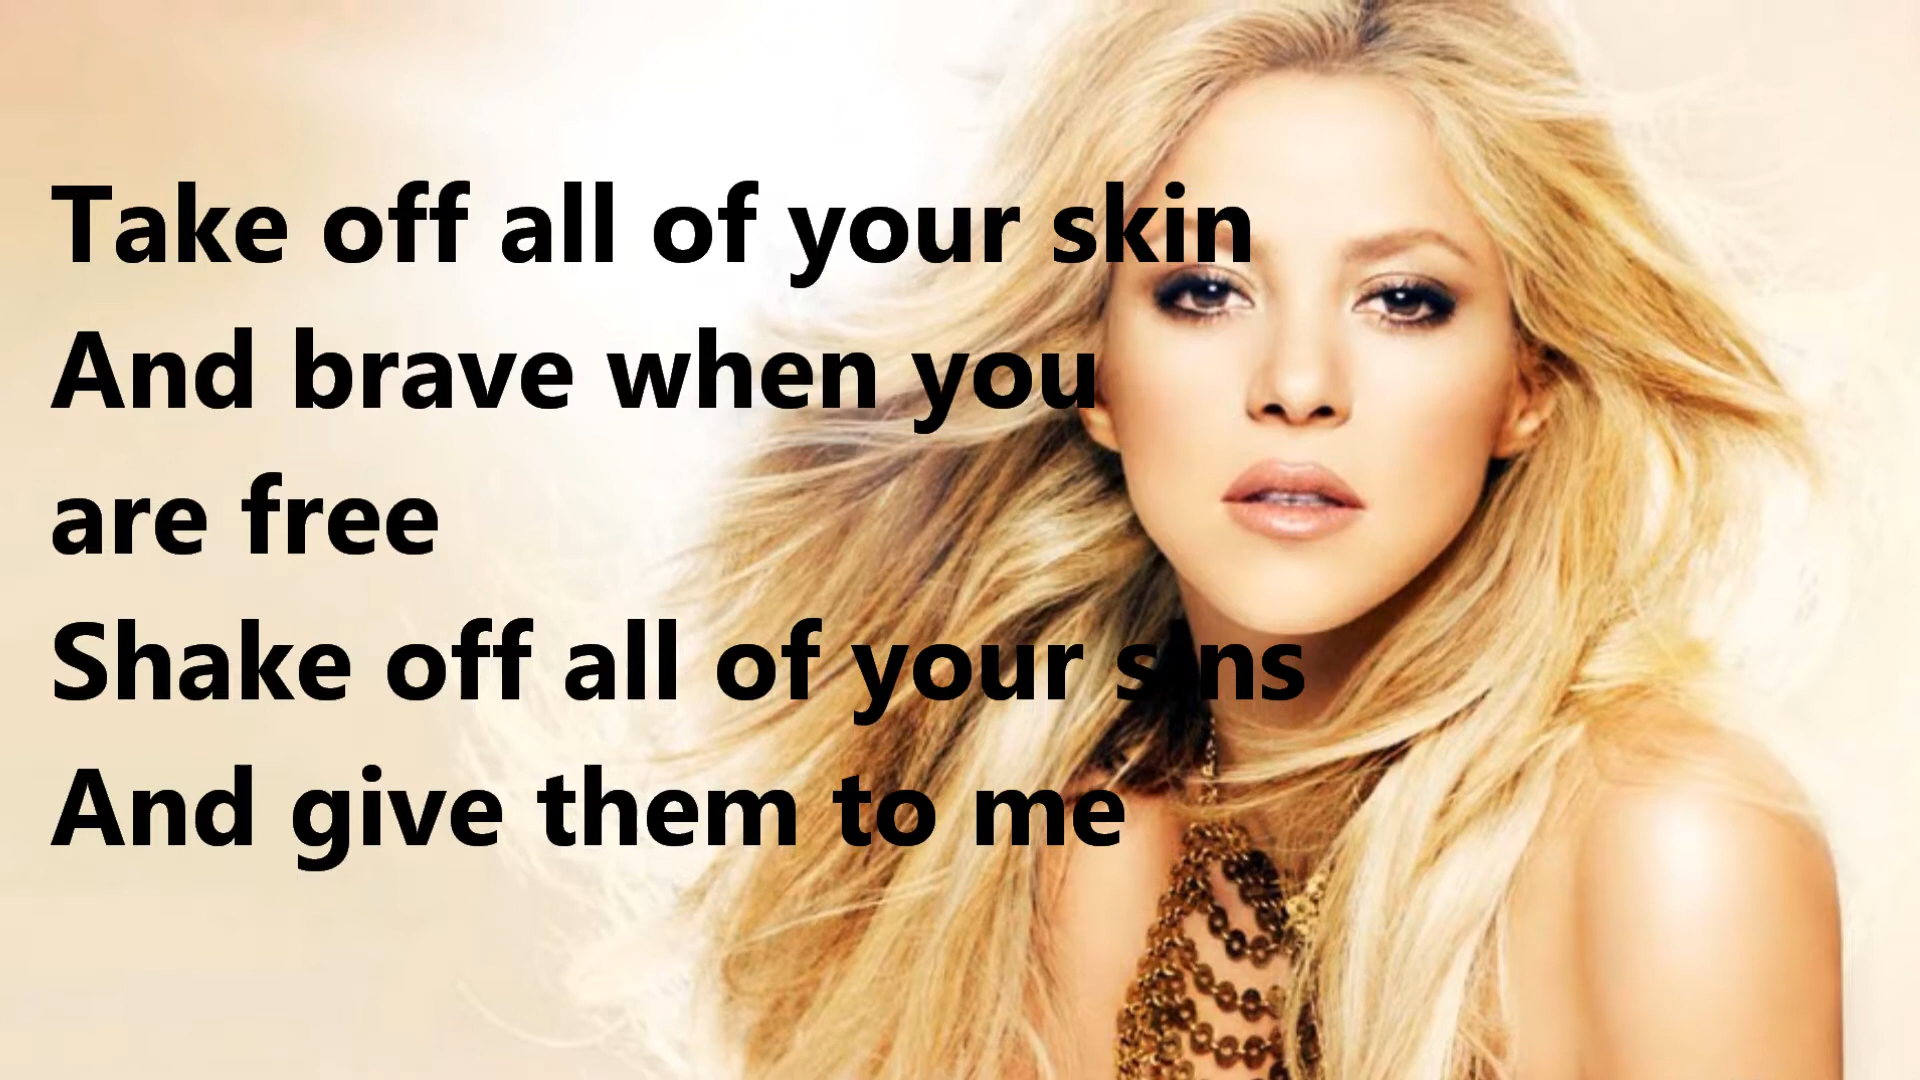 Take off all of your skin
And brave when you
are free
Shake off all of your sins
And give them to me